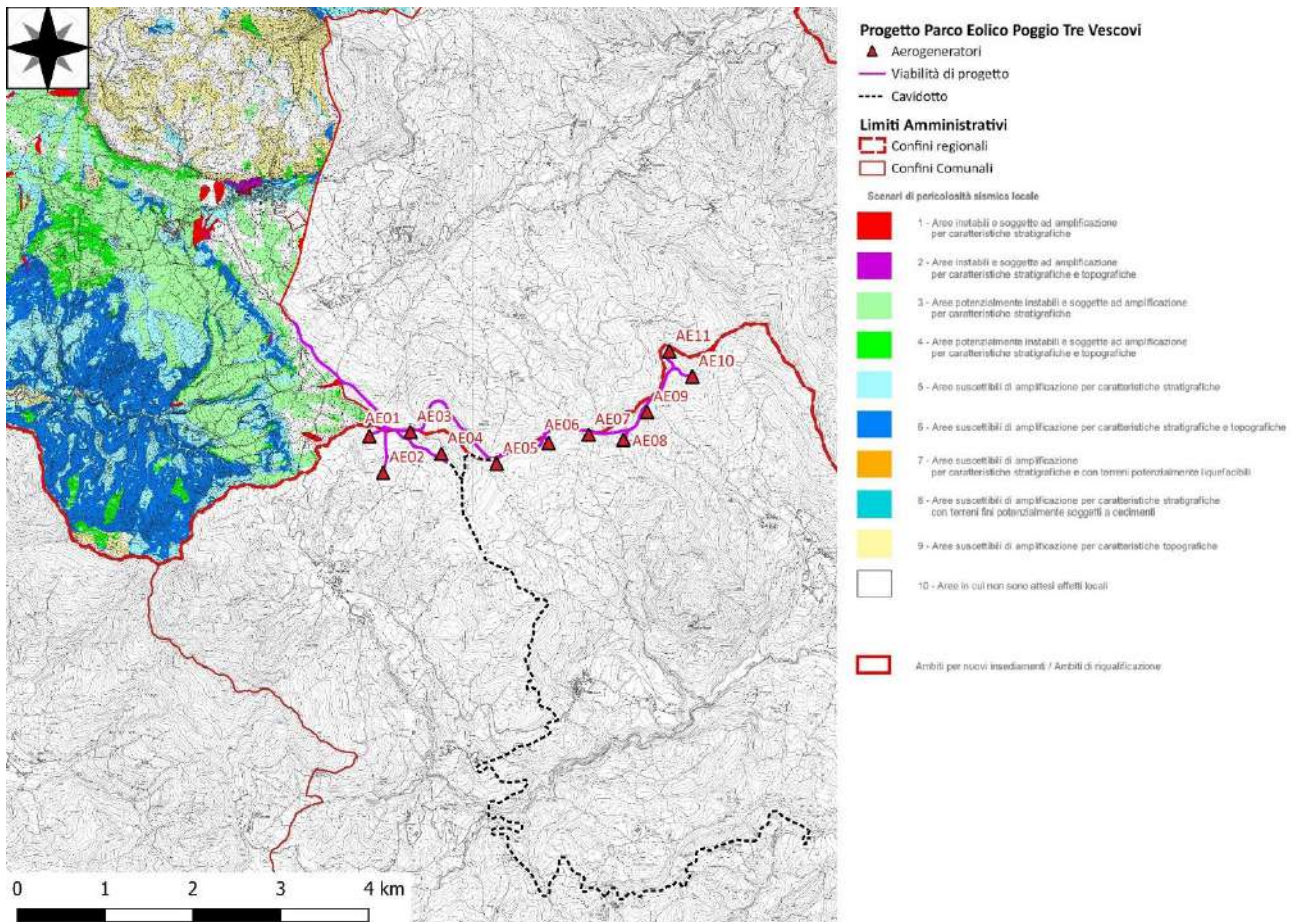 Progetto Parco Eolico Poggio Tre Vescovi
Aerogeneratori
Viabilità di progetto
Cavidotto
Limiti Amministrativi
Confini regionali
Confini Comunali
Scenari di pericolosità sismica locale
1 - Aree instabili e soggette ad amplificazione
per caratteristiche stratigrafiche
2 - Aree instabili e soggette ad amplificazione
per caratteristiche stratigrafiche e topografiche
3 - Aree potenzialmente instabili e soggette ad amplificazione
per caratteristiche stratigrafiche
4 - Aree potenzialmente instabili e soggette ad amplificazione
per caratteristiche stratigrafiche e topografiche
5 - Aree suscettibili di amplificazione per caratteristiche stratigrafiche
6 - Aree suscettibili di amplificazione per caratteristiche stratigrafiche e topografiche
7 - Aree suscettibili di amplificazione
per caratteristiche stratigrafiche e con terreni potenzialmente liquefacibili
8 - Aree suscettibili di amplificazione per caratteristiche stratigrafiche
con terreni fini potenzialmente soggetti a cedimenti
9 - Aree suscettibili di amplificazione per caratteristiche topografiche
10 - Aree in cui non sono attesi effetti locali
Ambiti per nuovi insediamenti / Ambiti di riqualificazione
AE11
AE10
AE09
AE01
AE03
AE06
AE07
AE04
AE08
AE05
AE02
0 1 2 3 4 km